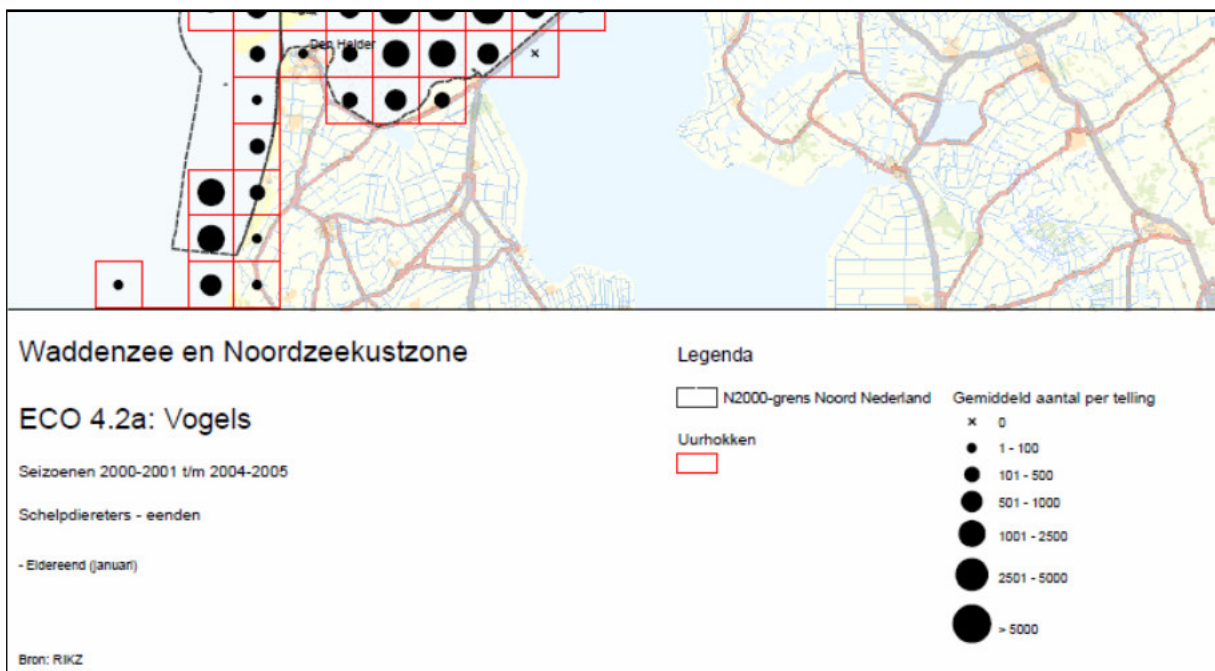 Den Helder
Waddenzee en Noordzeekustzone
Legenda
N2000-grens Noord Nederland
Gemiddeld aantal per telling
ECO 4.2a: Vogels
0
Uurhokken
1 - 100
Seizoenen 2000-2001 t/m 2004-2005
101 - 500
501 - 1000
Schelpdiereters - eenden
1001 - 2500
- Eidereend (januari)
2501 - 5000
> 5000
Bron: RIKZ